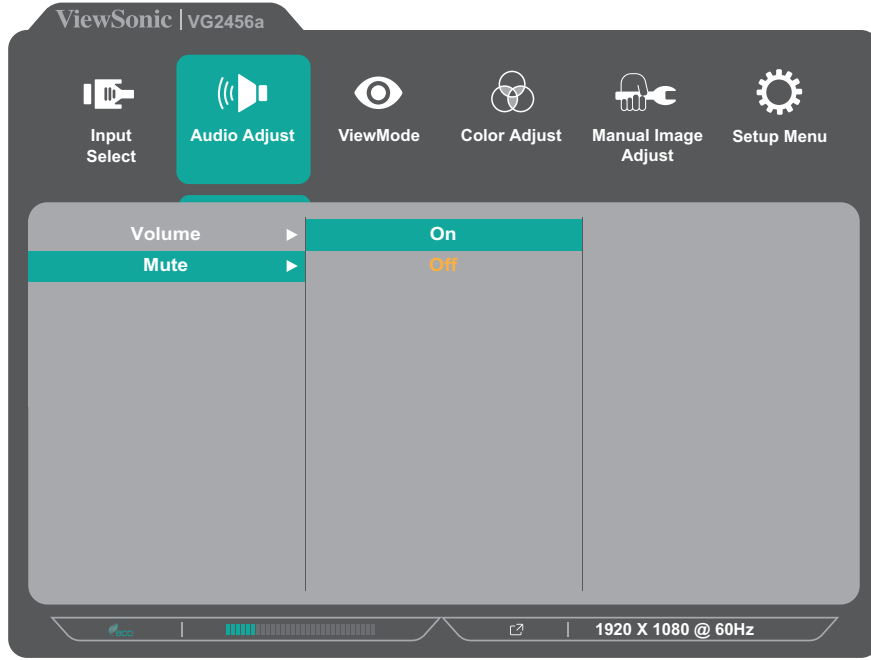 ViewSonic | VG2456a
Input Select
Audio Adjust
ViewMode
Color Adjust
Manual Image Adjust
Setup Menu
Volume
On
Mute
Off
eco
1920 X 1080 @ 60Hz